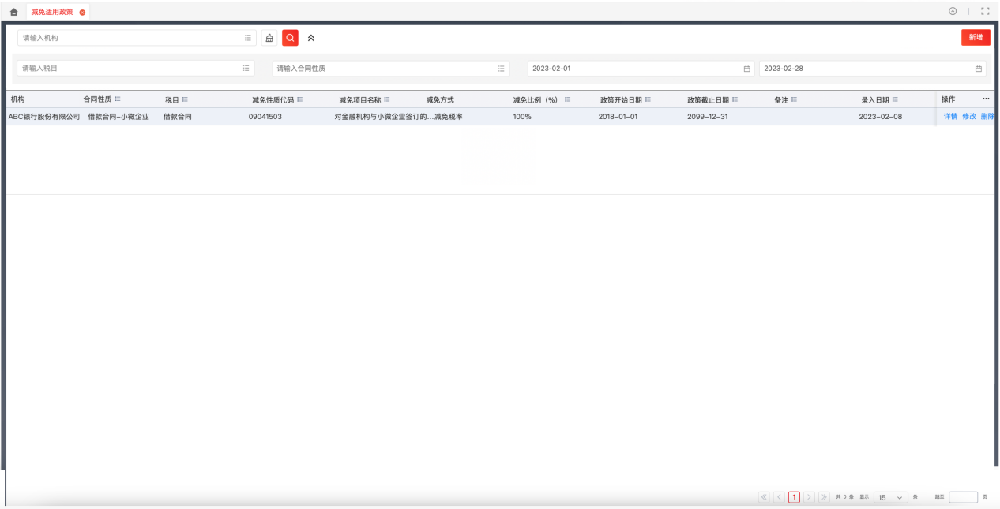 减免适用政策
请输入机构
新增
请输入税目 请输入合同性质 2023-02-01 2023-02-28
机构 合同性质 税目 减免性质代码 减免项目名称 减免方式 减免比例（%） 政策开始日期 政策截止日期 备注 录入日期 操作 ···
ABC银行股份有限公司 借款合同-小微企业 借款合同 09041503 对金融机构与小微企业签订的... 减免税率 100% 2018-01-01 2099-12-31 2023-02-08 详情 修改 删除
1 共 0 条 显示 15 条 跳至 页